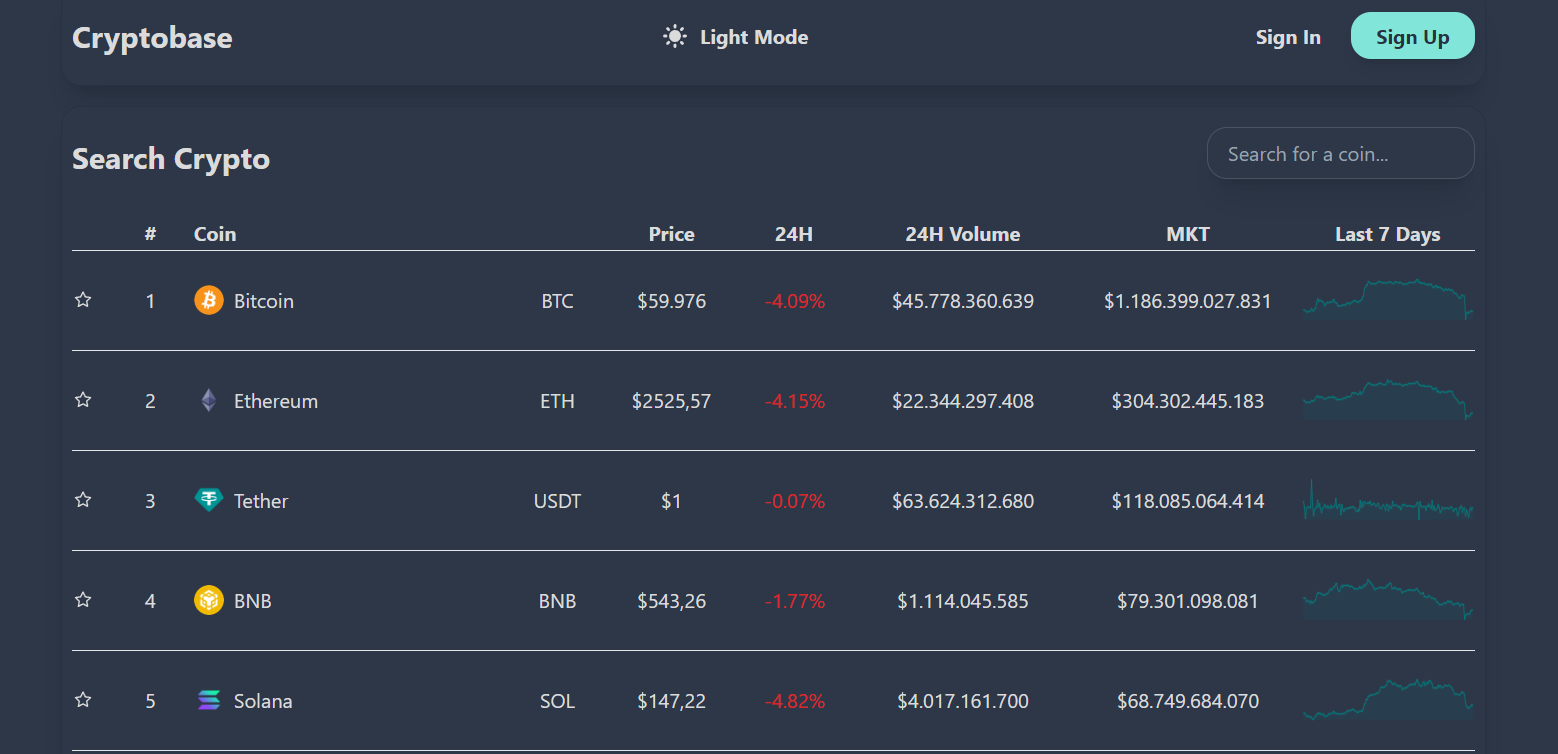 Cryptobase Light Mode Sign In Sign Up
Search Crypto Search for a coin...
# Coin Price 24H 24H Volume MKT Last 7 Days
1 Bitcoin BTC $59.976 -4.09% $45.778.360.639 $1.186.399.027.831
2 Ethereum ETH $2525,57 -4.15% $22.344.297.408 $304.302.445.183
3 Tether USDT $1 -0.07% $63.624.312.680 $118.085.064.414
4 BNB BNB $543,26 -1.77% $1.114.045.585 $79.301.098.081
5 Solana SOL $147,22 -4.82% $4.017.161.700 $68.749.684.070